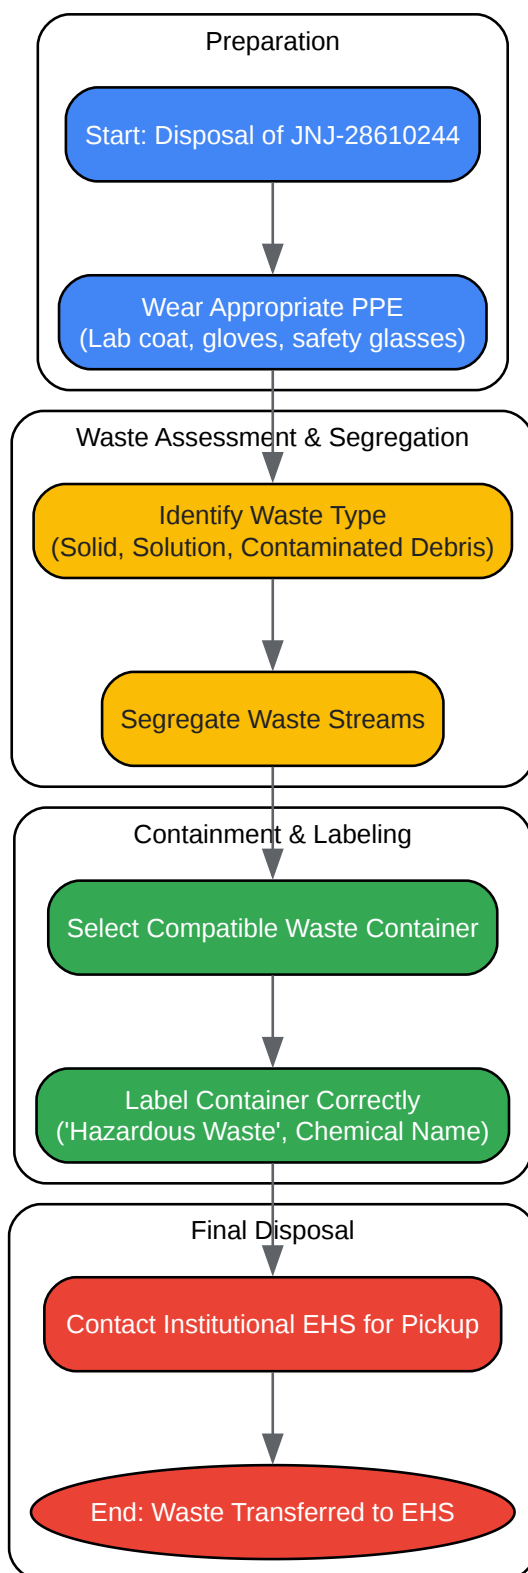 Preparation
Start: Disposal of JNJ-28610244
Wear Appropriate PPE
(Lab coat, gloves, safety glasses)
Waste Assessment & Segregation
Identify Waste Type
(Solid, Solution, Contaminated Debris)
Segregate Waste Streams
Containment & Labeling
Select Compatible Waste Container
Label Container Correctly
('Hazardous Waste', Chemical Name)
Final Disposal
Contact Institutional EHS for Pickup
End: Waste Transferred to EHS